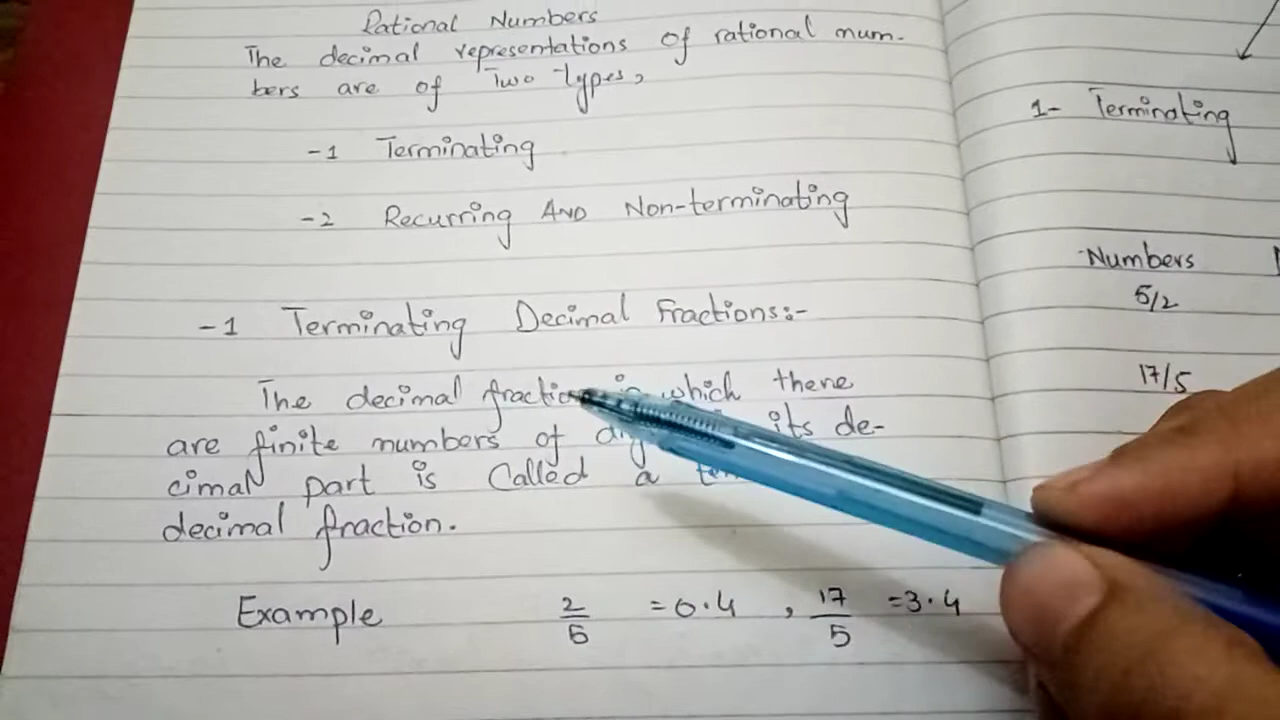 Rational Numbers
The decimal representations of rational num-
bers are of Two types,
-1 Terminating
-2 Recurring AND Non-terminating
-1 Terminating Decimal Fractions:-
The decimal fraction in which there
are finite numbers of its de-
cimal part is Called a
decimal fraction.
Example 2/5 =0.4 , 17/5 =3.4
1- Terminating
Numbers
5/2
17/5